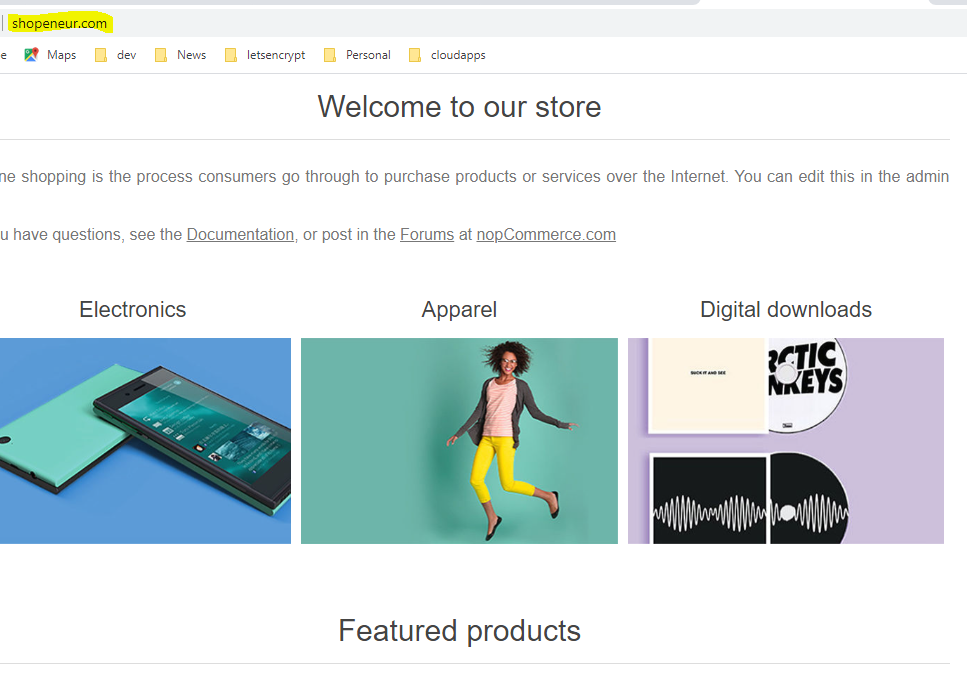 shopeneur.com
e Maps dev News letsencrypt Personal cloudapps
Welcome to our store
ne shopping is the process consumers go through to purchase products or services over the Internet. You can edit this in the admin
u have questions, see the Documentation, or post in the Forums at nopCommerce.com
Electronics Apparel Digital downloads
SUCK IT AND SEE
RCTIC
NKEYS
Featured products